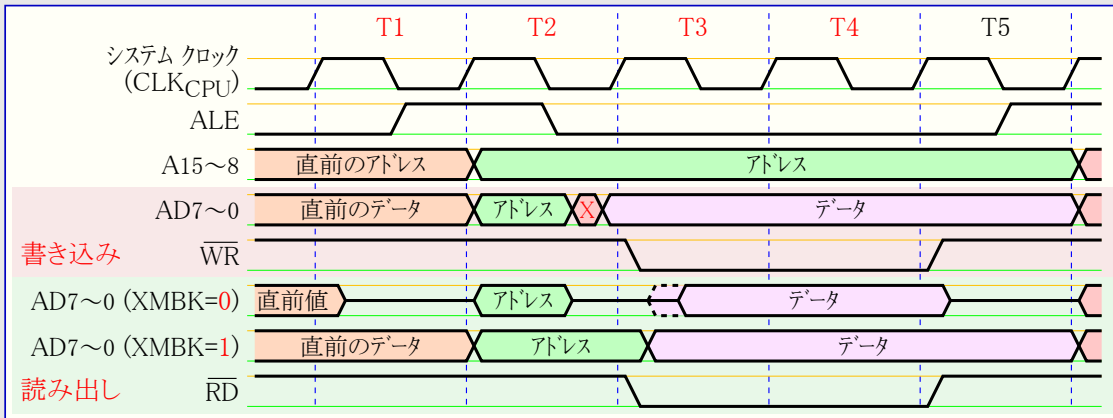 T1 T2 T3 T4 T5
システム クロック
(CLKCPU)
ALE
A15～8 直前のアドレス アドレス
AD7～0 直前のデータ アドレス X データ
書き込み WR
AD7～0 (XMBK=0) 直前値 アドレス データ
AD7～0 (XMBK=1) 直前のデータ アドレス データ
読み出し RD